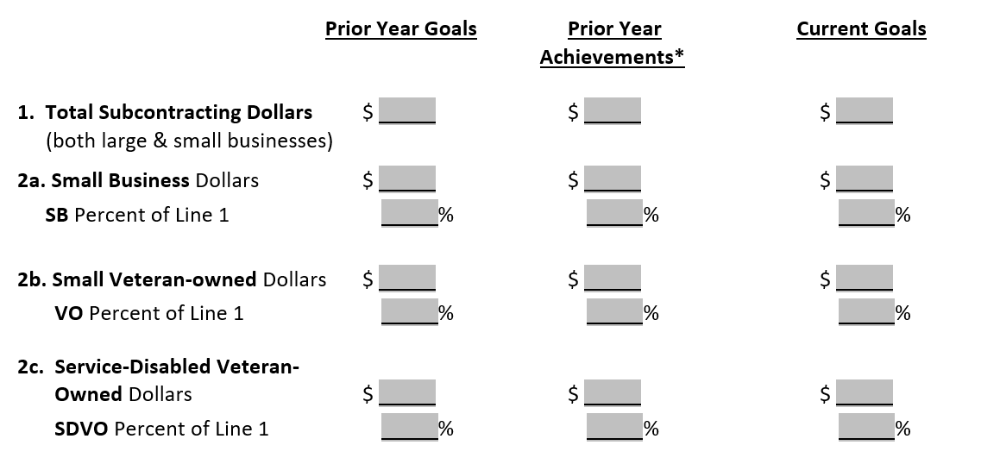 Prior Year Goals Prior Year Current Goals
Achievements*
1. Total Subcontracting Dollars $ $ $
(both large & small businesses)
2a. Small Business Dollars $ $ $
SB Percent of Line 1 % % %
2b. Small Veteran-owned Dollars $ $ $
VO Percent of Line 1 % % %
2c. Service-Disabled Veteran-
Owned Dollars $ $ $
SDVO Percent of Line 1 % % %